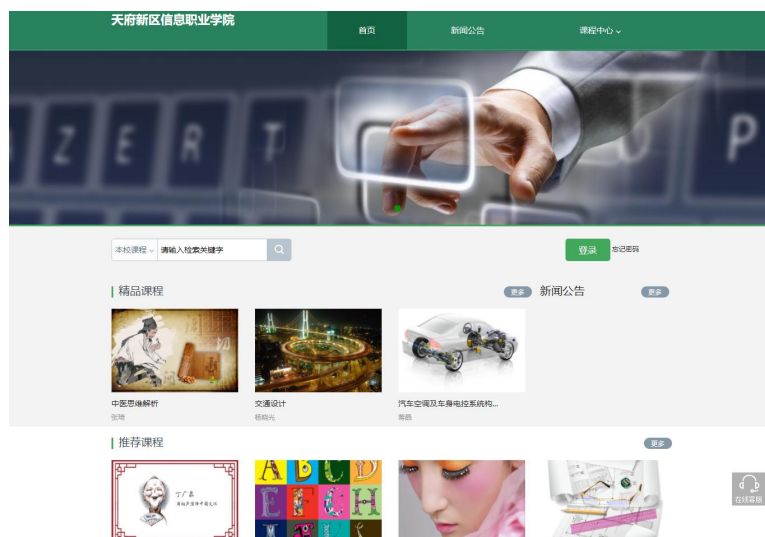 天府新区信息职业学院
首页
新闻公告
课程中心
Z E R T P
本校课程 请输入检索关键字
登录 忘记密码
精品课程 更多
新闻公告 更多
中医思维解析
张琦
交通设计
杨晓光
汽车空调及车身电控系统构...
推荐课程 更多
丁广泉
A B C D
E F G H
在线客服